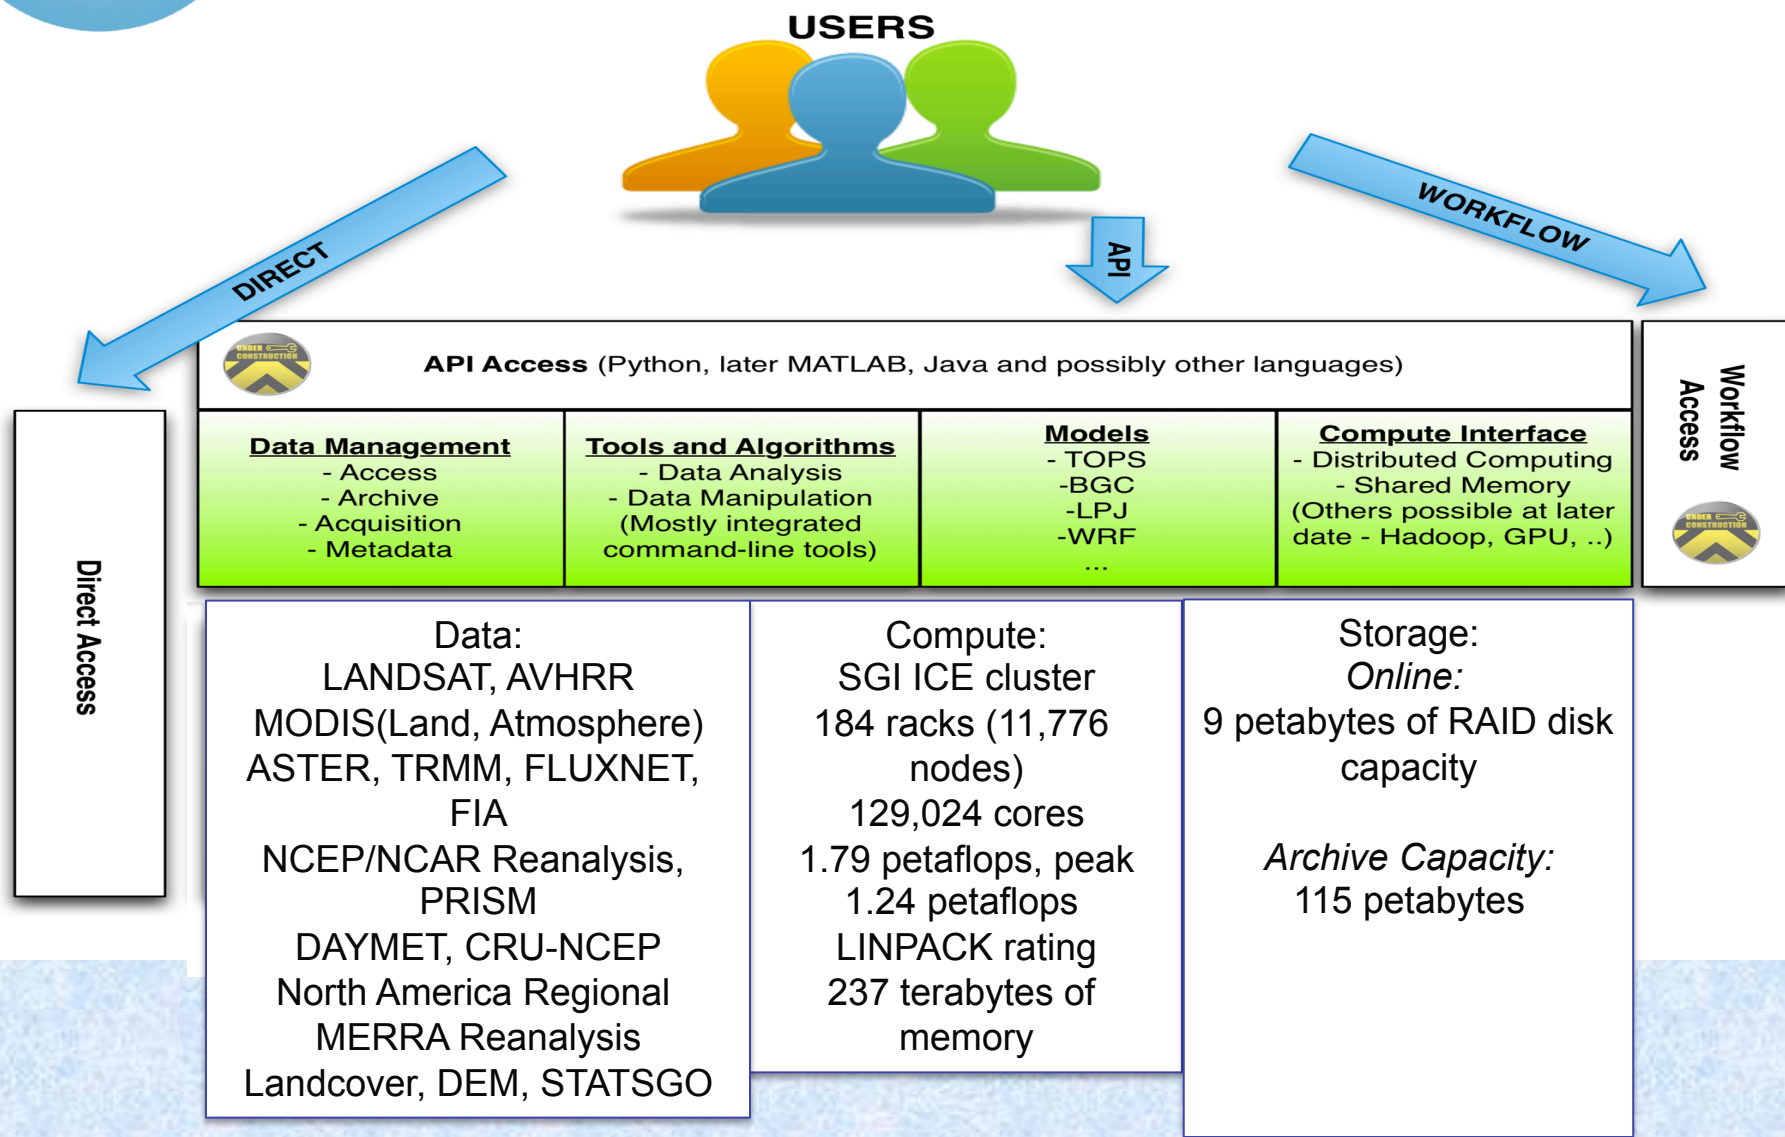 USERS
DIRECT
API
WORKFLOW
UNDER
CONSTRUCTION
API Access (Python, later MATLAB, Java and possibly other languages)
Data Management
- Access
- Archive
- Acquisition
- Metadata
Tools and Algorithms
- Data Analysis
- Data Manipulation
(Mostly integrated
command-line tools)
Models
- TOPS
-BGC
-LPJ
-WRF
...
Compute Interface
- Distributed Computing
- Shared Memory
(Others possible at later
date - Hadoop, GPU, ..)
Workflow
Access
UNDER
CONSTRUCTION
Direct Access
Data:
LANDSAT, AVHRR
MODIS(Land, Atmosphere)
ASTER, TRMM, FLUXNET,
FIA
NCEP/NCAR Reanalysis,
PRISM
DAYMET, CRU-NCEP
North America Regional
MERRA Reanalysis
Landcover, DEM, STATSGO
Compute:
SGI ICE cluster
184 racks (11,776
nodes)
129,024 cores
1.79 petaflops, peak
1.24 petaflops
LINPACK rating
237 terabytes of
memory
Storage:
Online:
9 petabytes of RAID disk
capacity
Archive Capacity:
115 petabytes